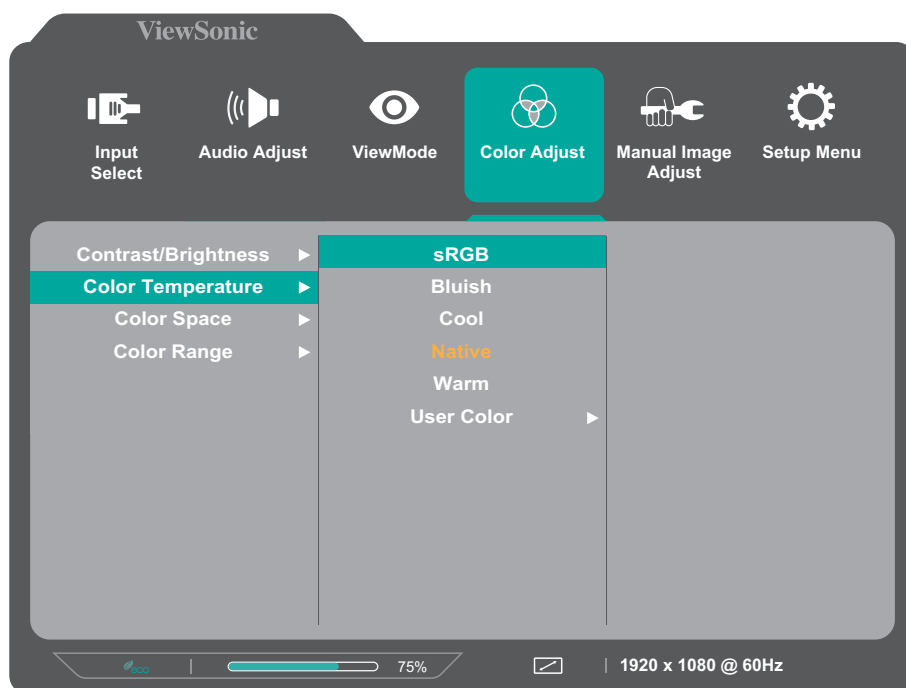 ViewSonic
Input
Select
Audio Adjust
ViewMode
Color Adjust
Manual Image
Adjust
Setup Menu
Contrast/Brightness
Color Temperature
Color Space
Color Range
sRGB
Bluish
Cool
Native
Warm
User Color
eco
75%
1920 x 1080 @ 60Hz